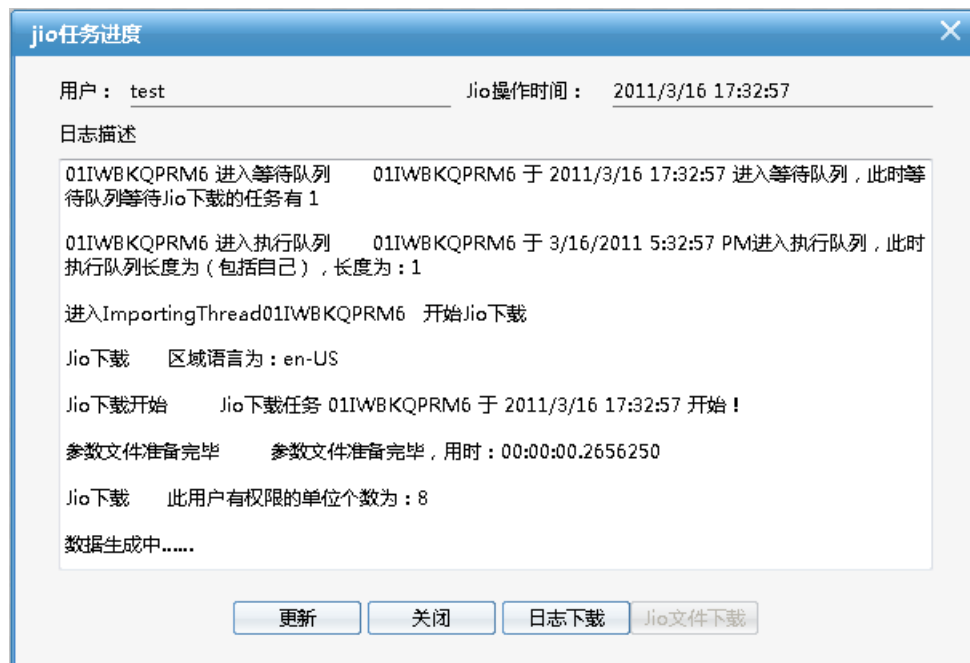 jio任务进度
用户： test Jio操作时间： 2011/3/16 17:32:57
日志描述
01IWBKQPRM6 进入等待队列 01IWBKQPRM6 于 2011/3/16 17:32:57 进入等待队列，此时等
待队列等待Jio下载的任务有 1
01IWBKQPRM6 进入执行队列 01IWBKQPRM6 于 3/16/2011 5:32:57 PM进入执行队列，此时
执行队列长度为（包括自己），长度为：1
进入ImportingThread01IWBKQPRM6 开始Jio下载
Jio下载 区域语言为：en-US
Jio下载开始 Jio下载任务 01IWBKQPRM6 于 2011/3/16 17:32:57 开始！
参数文件准备完毕 参数文件准备完毕，用时：00:00:00.2656250
Jio下载 此用户有权限的单位个数为：8
数据生成中......
更新 关闭 日志下载 Jio文件下载